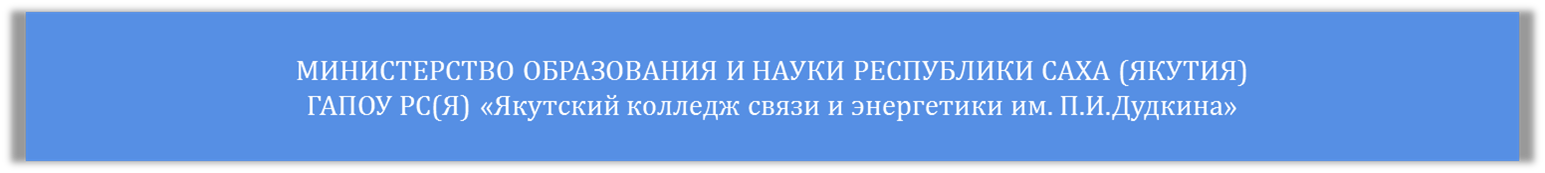 МИНИСТЕРСТВО ОБРАЗОВАНИЯ И НАУКИ РЕСПУБЛИКИ САХА (ЯКУТИЯ)
ГАПОУ РС(Я) «Якутский колледж связи и энергетики им. П.И.Дудкина»